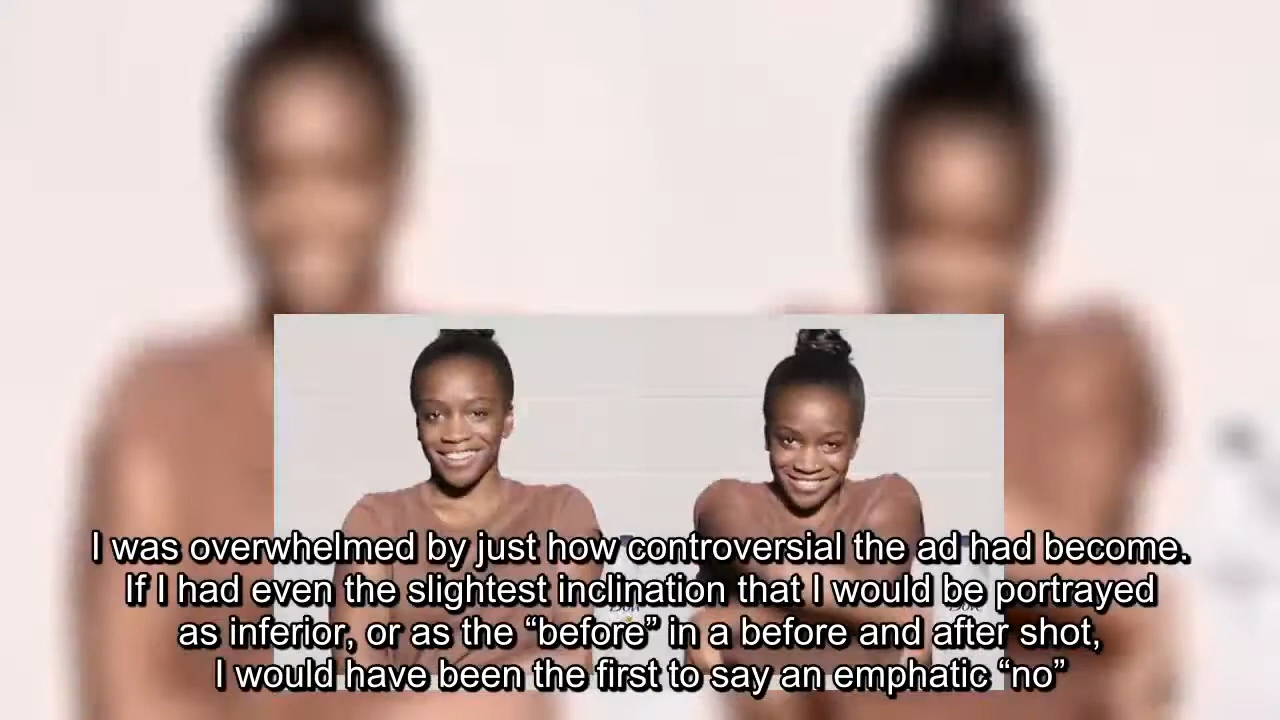 Dove
Dove
I was overwhelmed by just how controversial the ad had become.
If I had even the slightest inclination that I would be portrayed
as inferior, or as the “before” in a before and after shot,
I would have been the first to say an emphatic “no”